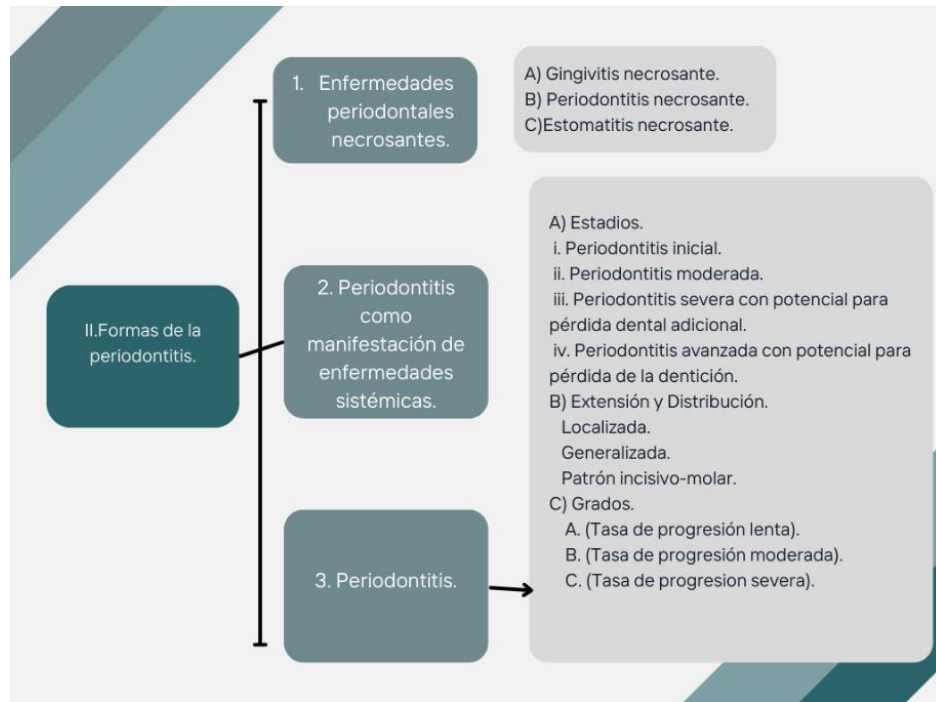 II.Formas de la
periodontitis.
1. Enfermedades
periodontales
necrosantes.
A) Gingivitis necrosante.
B) Periodontitis necrosante.
C)Estomatitis necrosante.
2. Periodontitis
como
manifestación de
enfermedades
sistémicas.
3. Periodontitis.
A) Estadios.
i. Periodontitis inicial.
ii. Periodontitis moderada.
iii. Periodontitis severa con potencial para
pérdida dental adicional.
iv. Periodontitis avanzada con potencial para
pérdida de la dentición.
B) Extensión y Distribución.
Localizada.
Generalizada.
Patrón incisivo-molar.
C) Grados.
A. (Tasa de progresión lenta).
B. (Tasa de progresión moderada).
C. (Tasa de progresion severa).